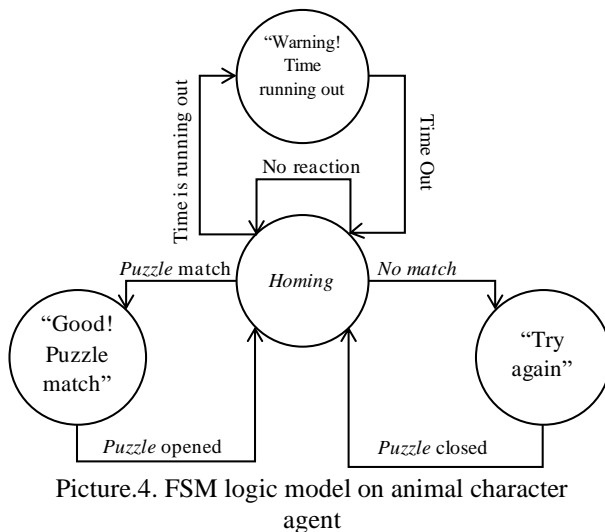 “Warning!
Time
running out
Time is running out
Time Out
No reaction
Homing
Puzzle match
No match
“Good!
Puzzle
match”
“Try
again”
Puzzle opened
Puzzle closed
Picture.4. FSM logic model on animal character
agent